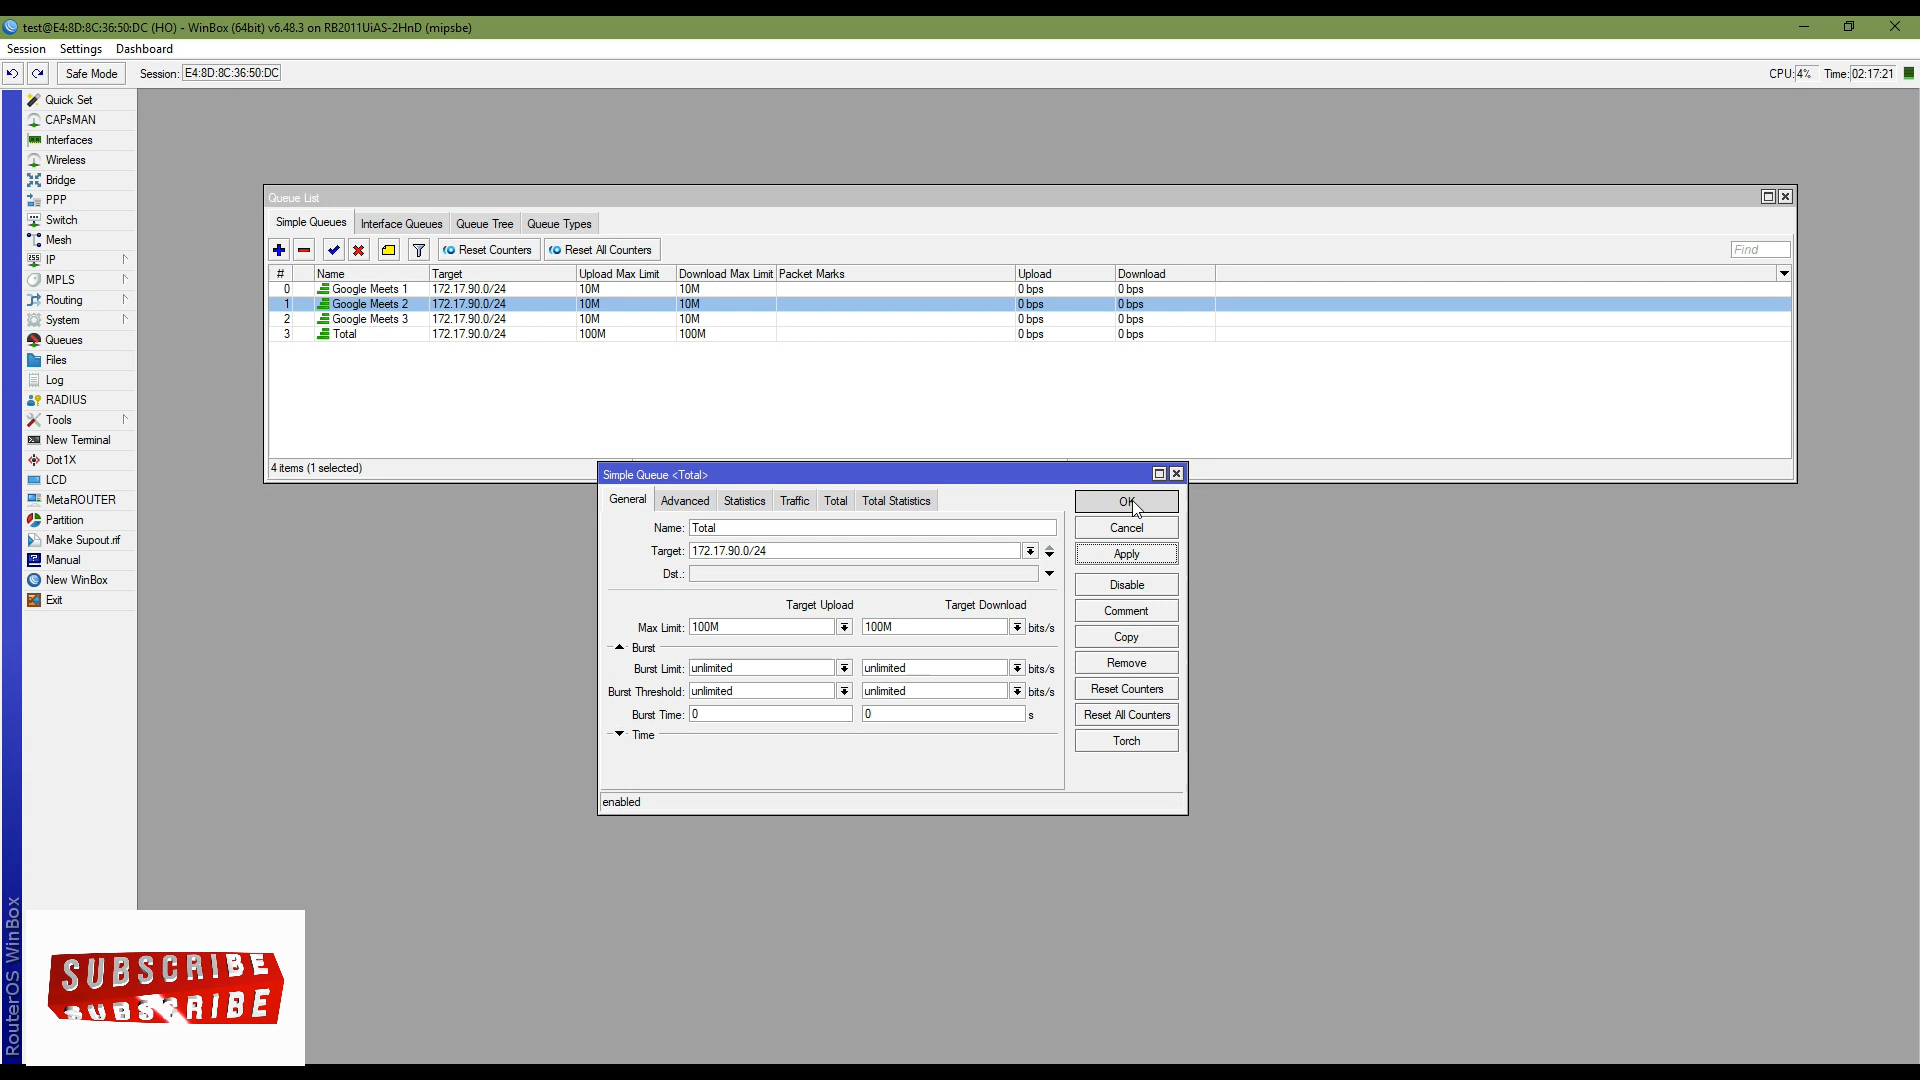 test@E4:8D:8C:36:50:DC (HO) - WinBox (64bit) v6.48.3 on RB2011UiAS-2HnD (mipsbe)
Session Settings Dashboard
Safe Mode Session: E4:8D:8C:36:50:DC CPU: 4% Time: 02:17:21
Quick Set
CAPsMAN
Interfaces
Wireless
Bridge
PPP
Switch
Mesh
IP
MPLS
Routing
System
Queues
Files
Log
RADIUS
Tools
New Terminal
Dot1X
LCD
MetaROUTER
Partition
Make Supout.rif
Manual
New WinBox
Exit
RouterOS WinBox
Queue List
Simple Queues Interface Queues Queue Tree Queue Types
Reset Counters Reset All Counters Find
# Name Target Upload Max Limit Download Max Limit Packet Marks Upload Download
0 Google Meets 1 172.17.90.0/24 10M 10M 0 bps 0 bps
1 Google Meets 2 172.17.90.0/24 10M 10M 0 bps 0 bps
2 Google Meets 3 172.17.90.0/24 10M 10M 0 bps 0 bps
3 Total 172.17.90.0/24 100M 100M 0 bps 0 bps
4 items (1 selected)
Simple Queue <Total>
General Advanced Statistics Traffic Total Total Statistics
Name: Total
Target: 172.17.90.0/24
Dst.:
Target Upload Target Download
Max Limit: 100M 100M bits/s
Burst
Burst Limit: unlimited unlimited bits/s
Burst Threshold: unlimited unlimited bits/s
Burst Time: 0 0 s
Time
enabled
OK
Cancel
Apply
Disable
Comment
Copy
Remove
Reset Counters
Reset All Counters
Torch
SUBSCRIBE
SUBSCRIBE